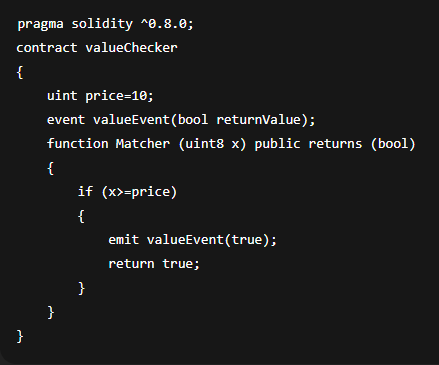 pragma solidity ^0.8.0;
contract valueChecker
{
    uint price=10;
    event valueEvent(bool returnValue);
    function Matcher (uint8 x) public returns (bool)
    {
        if (x>=price)
        {
            emit valueEvent(true);
            return true;
        }
    }
}